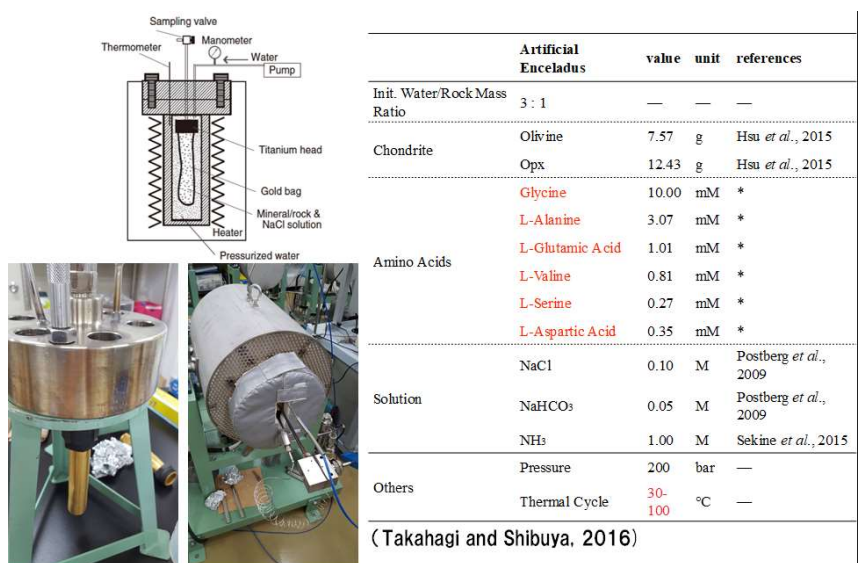 Sampling valve
Manometer
Thermometer
Water
Pump
Titanium head
Gold bag
Mineral/rock &
NaCl solution
Heater
Pressurized water
Artificial
Enceladus value unit references
Init. Water/Rock Mass
Ratio 3 : 1 — — —
Chondrite
Olivine 7.57 g Hsu et al., 2015
Opx 12.43 g Hsu et al., 2015
Amino Acids
Glycine 10.00 mM *
L-Alanine 3.07 mM *
L-Glutamic Acid 1.01 mM *
L-Valine 0.81 mM *
L-Serine 0.27 mM *
L-Aspartic Acid 0.35 mM *
Solution
NaCl 0.10 M Postberg et al.,
2009
NaHCO₃ 0.05 M Postberg et al.,
2009
NH₃ 1.00 M Sekine et al., 2015
Others
Pressure 200 bar —
Thermal Cycle 30-
100 °C —
(Takahagi and Shibuya, 2016)